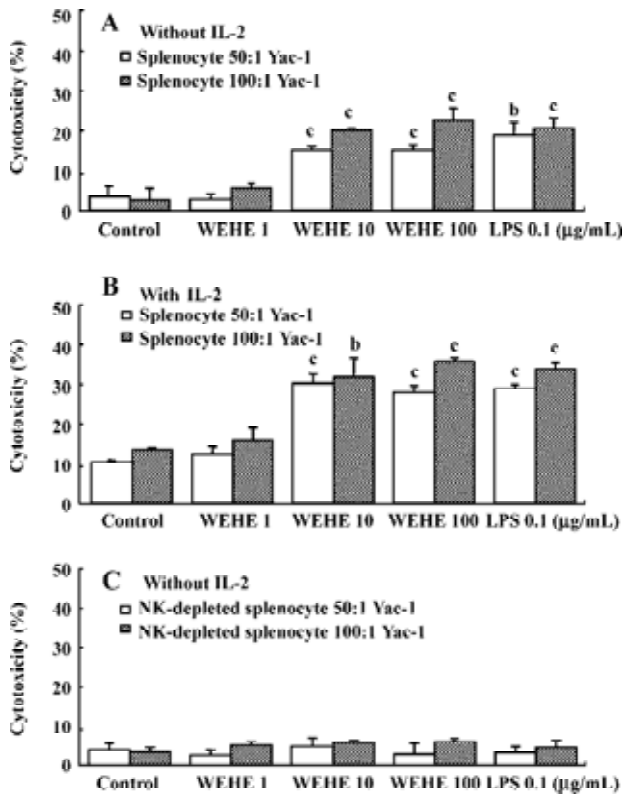 A
Without IL-2
Splenocyte 50:1 Yac-1
Splenocyte 100:1 Yac-1
Cytotoxicity (%)
50
40
30
20
10
0
c c c c b c
Control WEHE 1 WEHE 10 WEHE 100 LPS 0.1 (μg/mL)
B
With IL-2
Splenocyte 50:1 Yac-1
Splenocyte 100:1 Yac-1
Cytotoxicity (%)
50
40
30
20
10
0
c b c c c c
Control WEHE 1 WEHE 10 WEHE 100 LPS 0.1 (μg/mL)
C
Without IL-2
NK-depleted splenocyte 50:1 Yac-1
NK-depleted splenocyte 100:1 Yac-1
Cytotoxicity (%)
50
40
30
20
10
0
Control WEHE 1 WEHE 10 WEHE 100 LPS 0.1 (μg/mL)